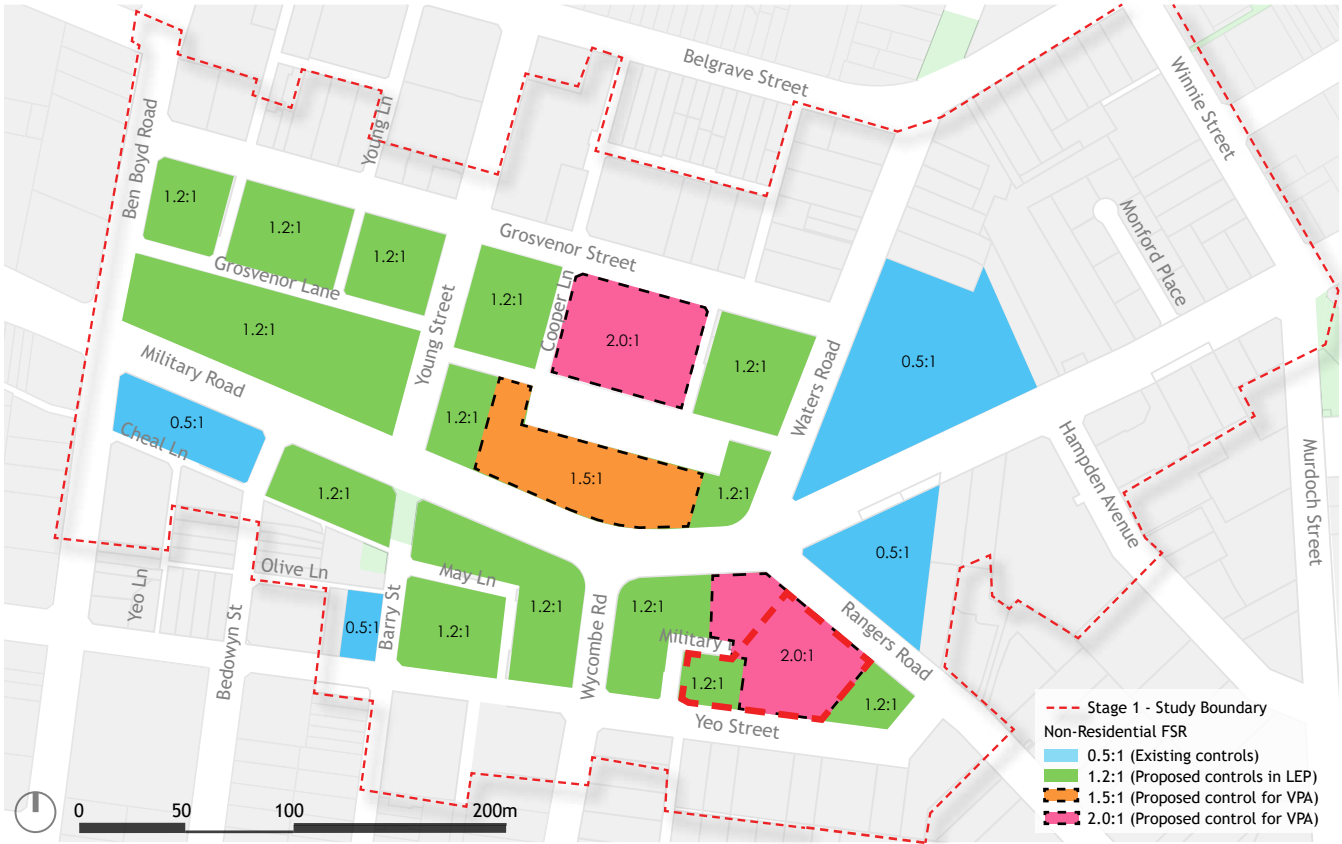 Belgrave Street
Winnie Street
Young Ln
Ben Boyd Road
Monford Place
1.2:1
1.2:1
1.2:1
Grosvenor Street
Grosvenor Lane
1.2:1
Cooper Ln
2.0:1
1.2:1
Young Street
1.2:1
Waters Road
0.5:1
Military Road
0.5:1
Cheal Ln
1.2:1
1.5:1
1.2:1
1.2:1
Hampden Avenue
Murdoch Street
0.5:1
Olive Ln
May Ln
Yeo Ln
Bedowyn St
0.5:1
Barry St
1.2:1
1.2:1
Wycombe Rd
1.2:1
Military
2.0:1
Rangers Road
1.2:1
1.2:1
Yeo Street
Stage 1 - Study Boundary
Non-Residential FSR
0.5:1 (Existing controls)
1.2:1 (Proposed controls in LEP)
1.5:1 (Proposed control for VPA)
2.0:1 (Proposed control for VPA)
0 50 100 200m